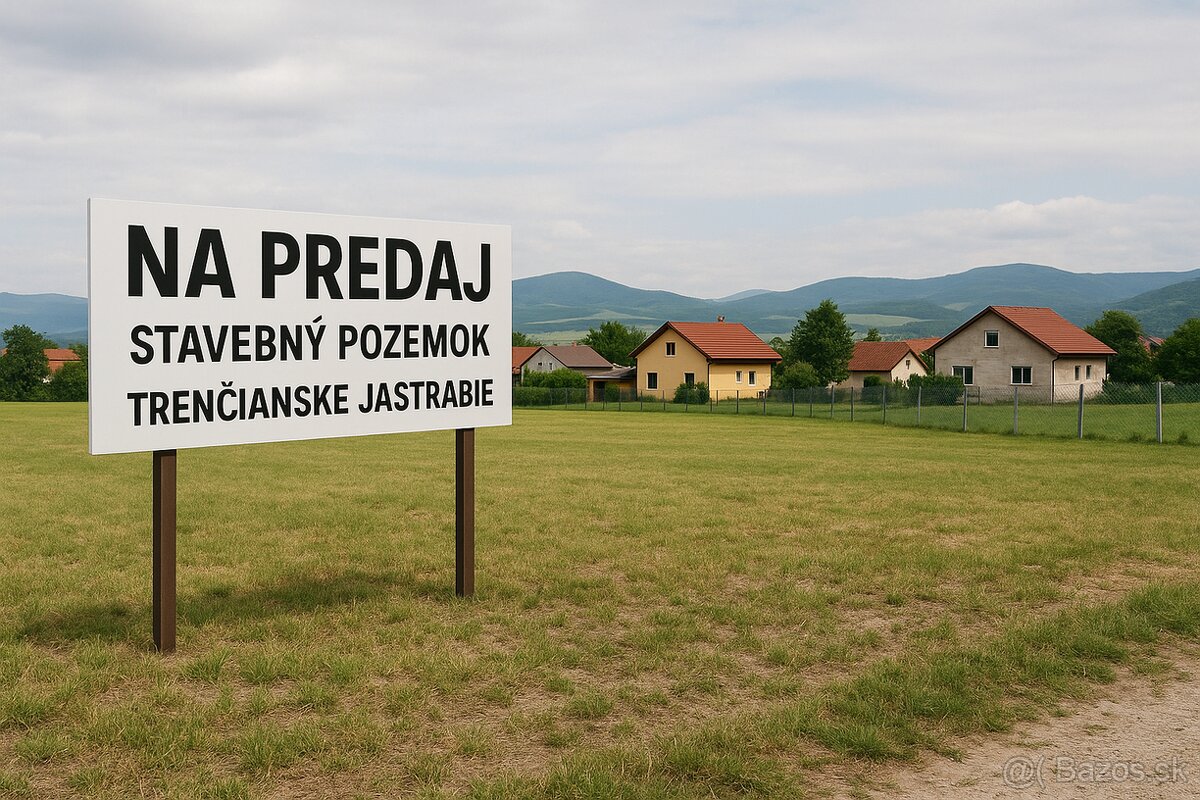 NA PREDAJ
STAVEBNÝ POZEMOK
TRENČIANSKE JASTRABIE
@( Bazos.sk